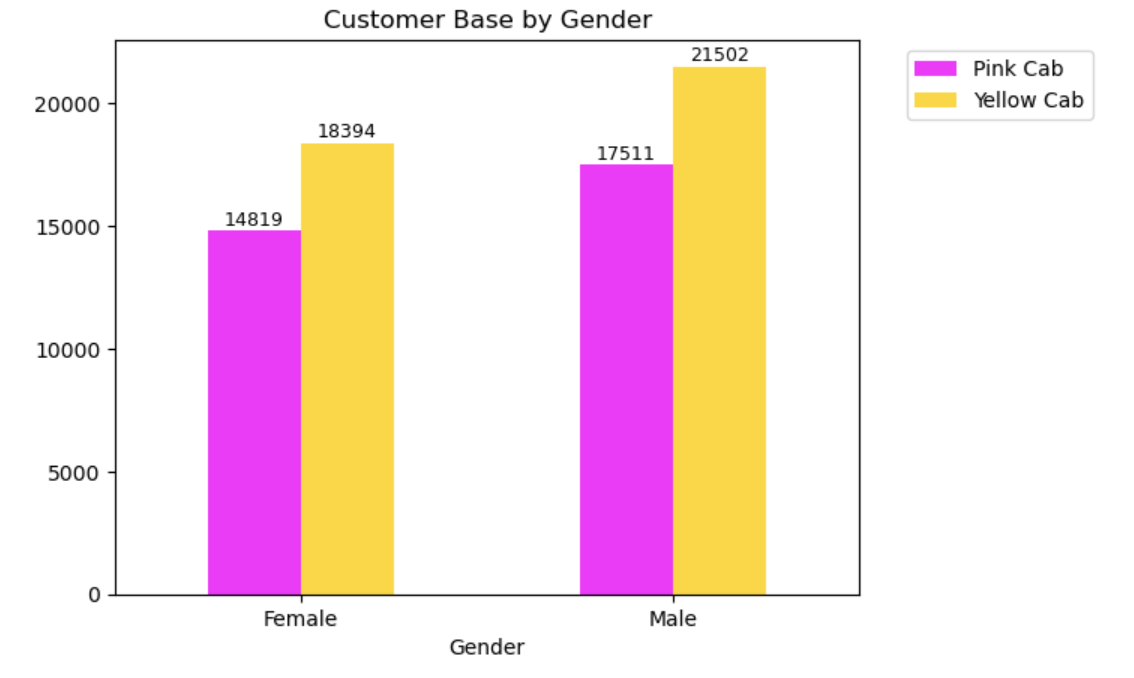 Customer Base by Gender
Pink Cab
Yellow Cab
20000
15000
10000
5000
0
14819
18394
17511
21502
Female
Male
Gender